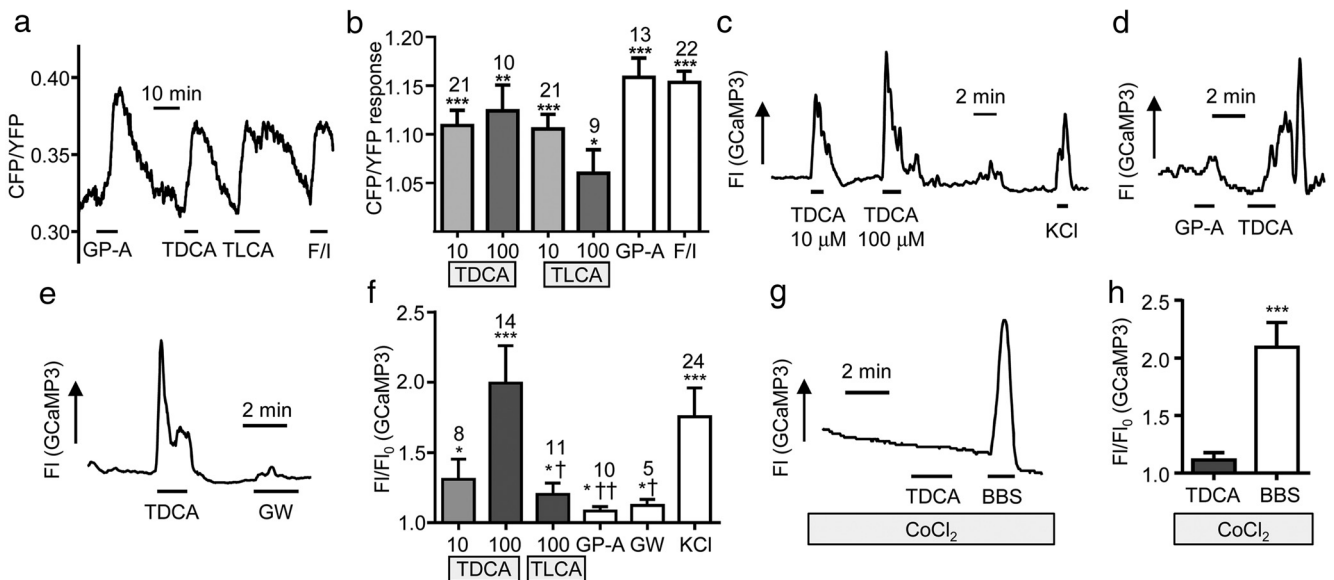 a
CFP/YFP
0.40
0.35
0.30
10 min
GP-A
TDCA
TLCA
F/I
b
CFP/YFP response
1.20
1.15
1.10
1.05
21
***
10
**
21
***
9
*
13
***
22
***
10
100
10
100
GP-A
F/I
TDCA
TLCA
c
FI (GCaMP3)
2 min
TDCA
10 µM
TDCA
100 µM
KCl
d
FI (GCaMP3)
2 min
GP-A
TDCA
e
FI (GCaMP3)
2 min
TDCA
GW
f
FI/FI0 (GCaMP3)
2.5
2.0
1.5
1.0
8
*
14
***
11
*†
10
*††
5
*†
24
***
10
100
100
GP-A
GW
KCl
TDCA
TLCA
g
FI (GCaMP3)
2 min
TDCA
BBS
CoCl2
h
FI/FI0 (GCaMP3)
2.5
2.0
1.5
1.0
***
TDCA
BBS
CoCl2